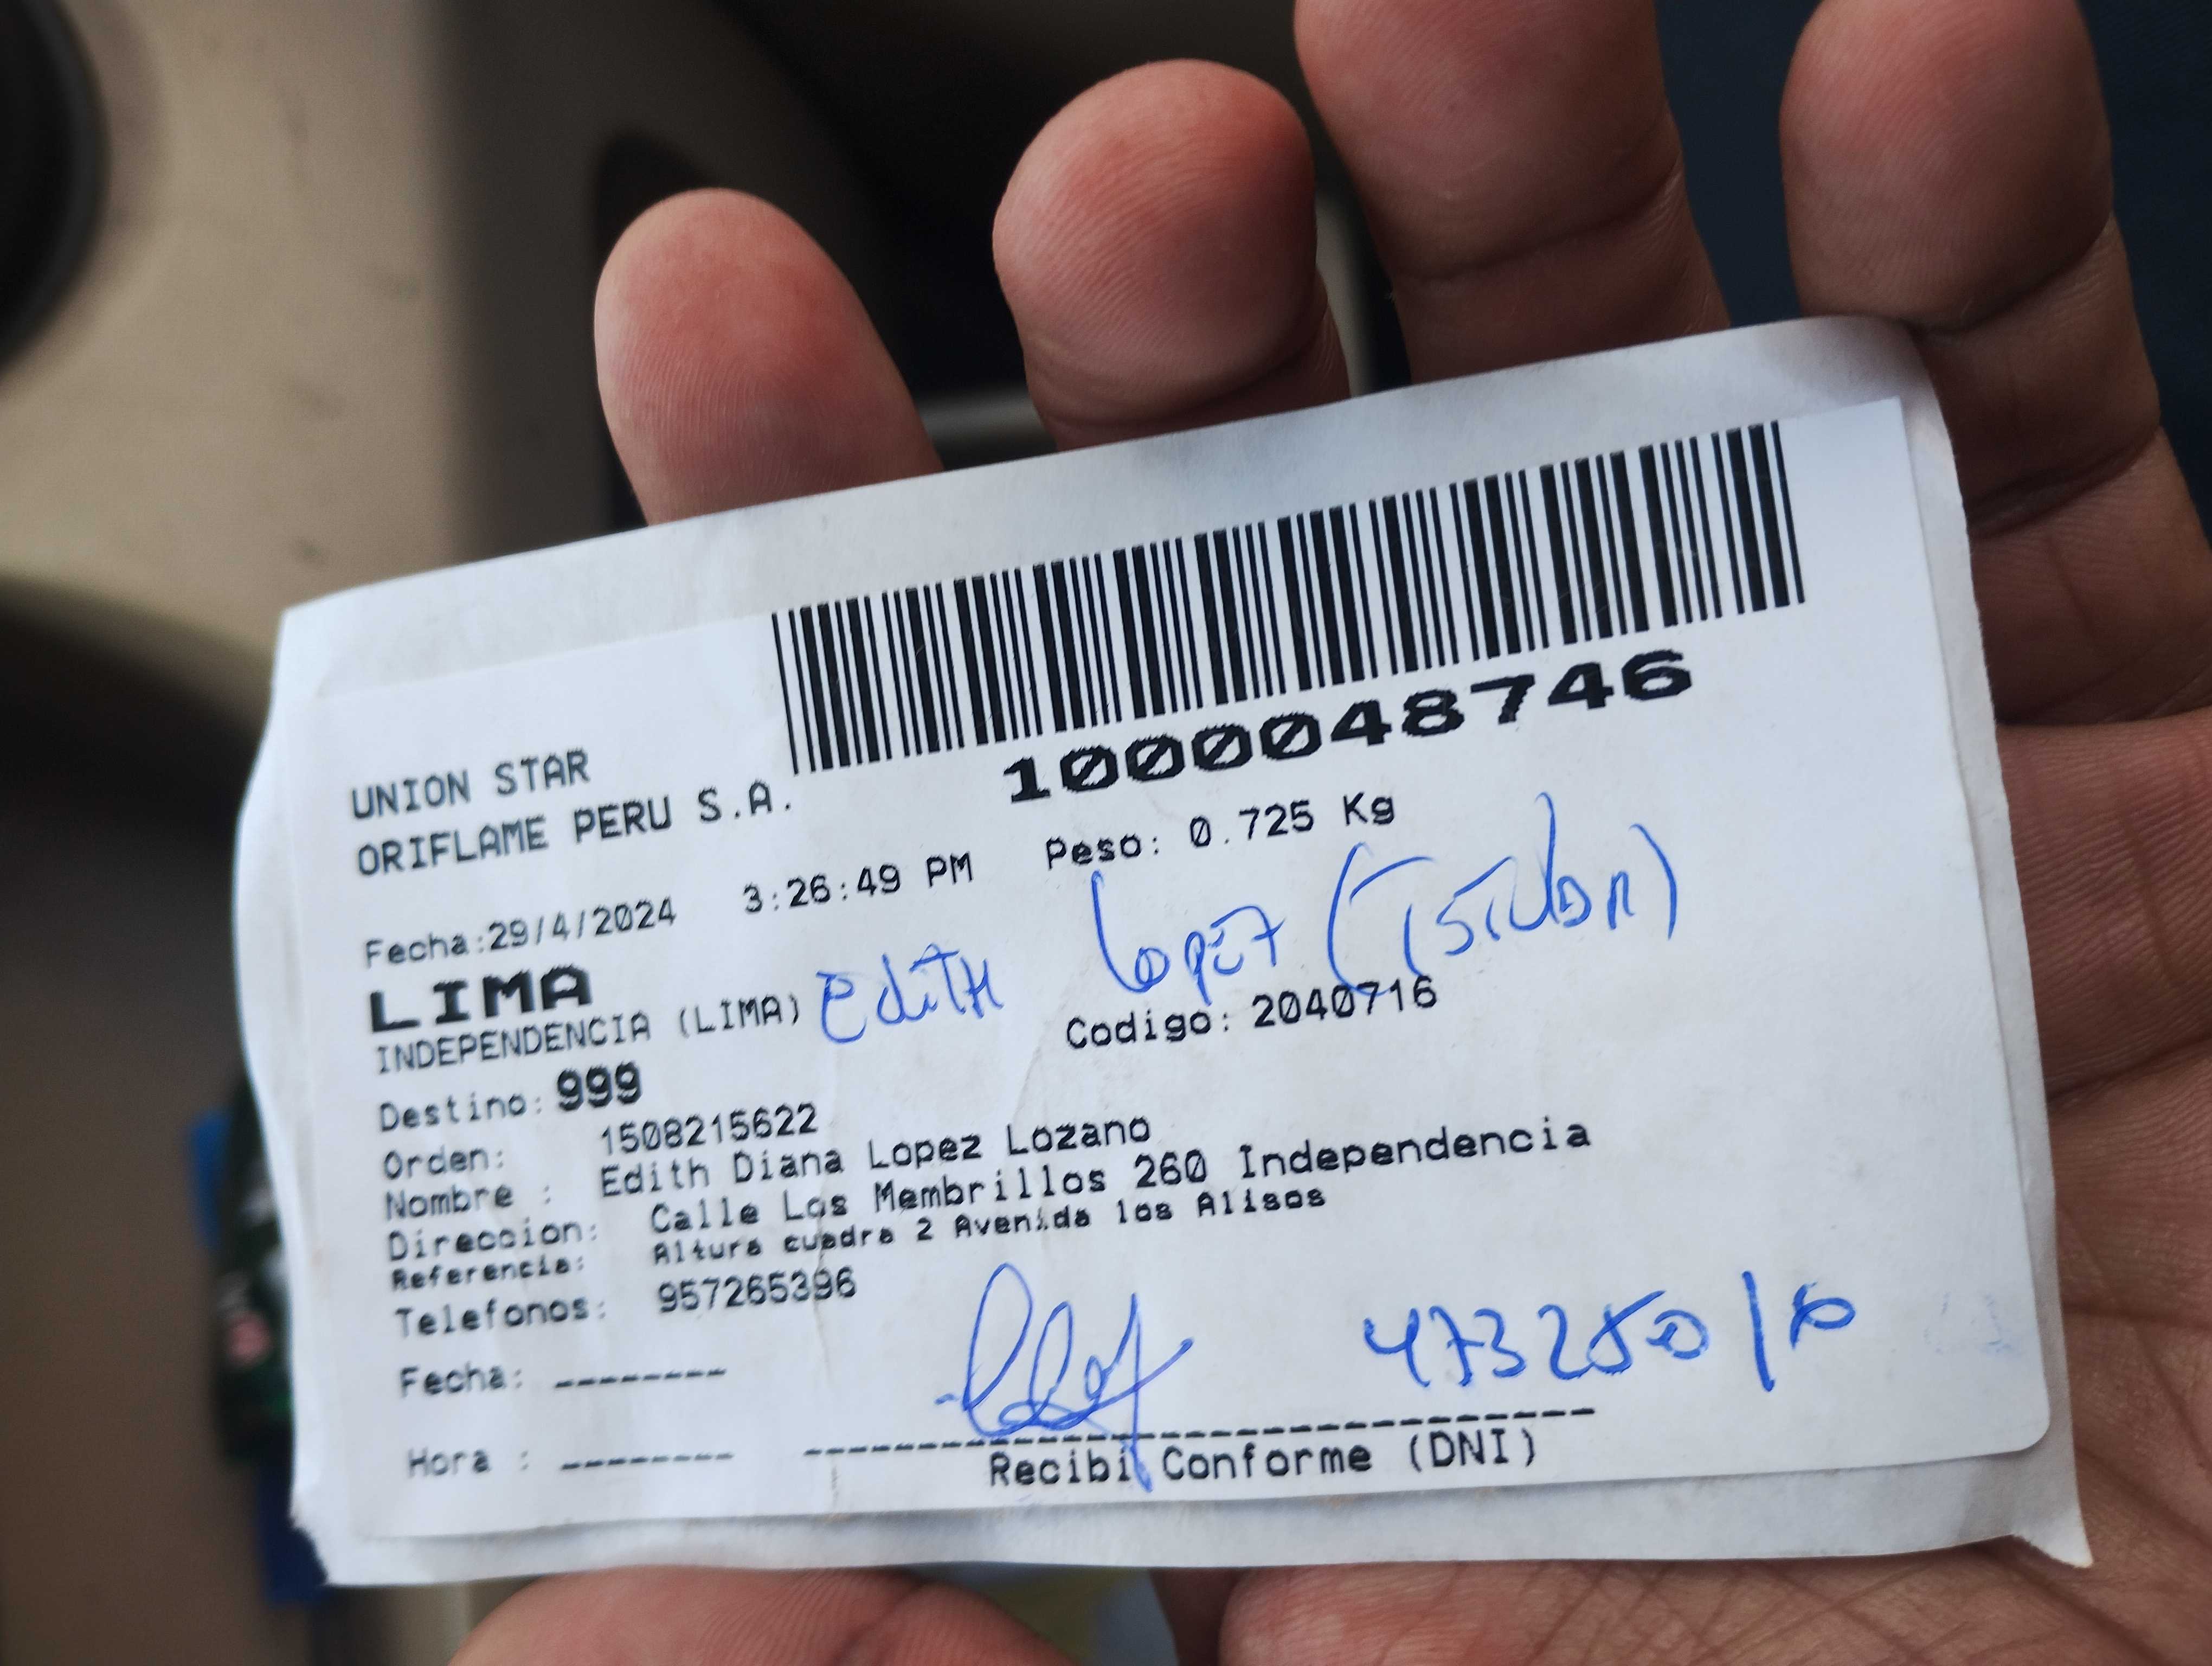 1000048746
UNION STAR
ORIFLAME PERU S.A.
Fecha:29/4/2024 3:26:49 PM Peso: 0.725 Kg
LIMA
INDEPENDENCIA (LIMA) Edith Lopez (TITULAR)
Codigo: 2040716
Destino: 999
Orden: 1508215622
Nombre : Edith Diana Lopez Lozano
Direccion: Calle Los Membrillos 260 Independencia
Referencia: Altura cuadra 2 Avenida los Alisos
Telefonos: 957265396
Fecha: --------
Hora : --------
Recibi Conforme (DNI)